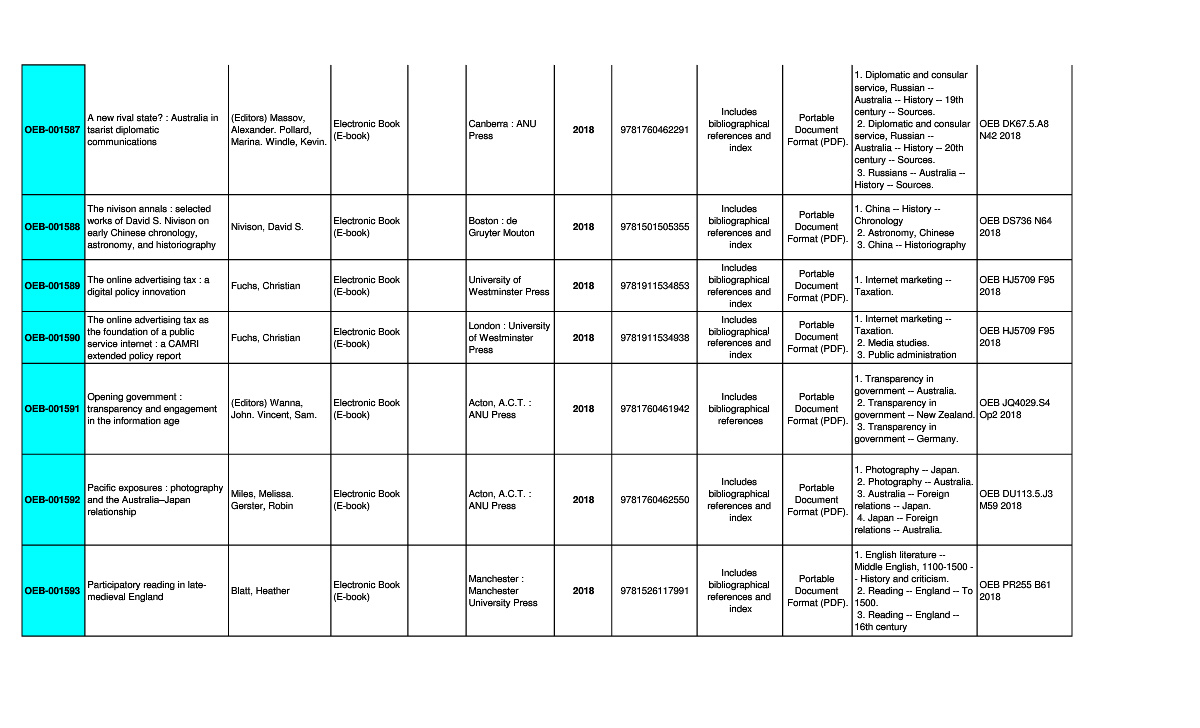 OEB-001587
A new rival state? : Australia in
tsarist diplomatic
communications
(Editors) Massov,
Alexander. Pollard,
Marina. Windle, Kevin.
Electronic Book
(E-book)
Canberra : ANU
Press
2018
9781760462291
Includes
bibliographical
references and
index
Portable
Document
Format (PDF).
1. Diplomatic and consular
service, Russian --
Australia -- History -- 19th
century -- Sources.
2. Diplomatic and consular
service, Russian --
Australia -- History -- 20th
century -- Sources.
3. Russians -- Australia --
History -- Sources.
OEB DK67.5.A8
N42 2018
OEB-001588
The nivison annals : selected
works of David S. Nivison on
early Chinese chronology,
astronomy, and historiography
Nivison, David S.
Electronic Book
(E-book)
Boston : de
Gruyter Mouton
2018
9781501505355
Includes
bibliographical
references and
index
Portable
Document
Format (PDF).
1. China -- History --
Chronology
2. Astronomy, Chinese
3. China -- Historiography
OEB DS736 N64
2018
OEB-001589
The online advertising tax : a
digital policy innovation
Fuchs, Christian
Electronic Book
(E-book)
University of
Westminster Press
2018
9781911534853
Includes
bibliographical
references and
index
Portable
Document
Format (PDF).
1. Internet marketing --
Taxation.
OEB HJ5709 F95
2018
OEB-001590
The online advertising tax as
the foundation of a public
service internet : a CAMRI
extended policy report
Fuchs, Christian
Electronic Book
(E-book)
London : University
of Westminster
Press
2018
9781911534938
Includes
bibliographical
references and
index
Portable
Document
Format (PDF).
1. Internet marketing --
Taxation.
2. Media studies.
3. Public administration
OEB HJ5709 F95
2018
OEB-001591
Opening government :
transparency and engagement
in the information age
(Editors) Wanna,
John. Vincent, Sam.
Electronic Book
(E-book)
Acton, A.C.T. :
ANU Press
2018
9781760461942
Includes
bibliographical
references
Portable
Document
Format (PDF).
1. Transparency in
government -- Australia.
2. Transparency in
government -- New Zealand.
3. Transparency in
government -- Germany.
OEB JQ4029.S4
Op2 2018
OEB-001592
Pacific exposures : photography
and the Australia–Japan
relationship
Miles, Melissa.
Gerster, Robin
Electronic Book
(E-book)
Acton, A.C.T. :
ANU Press
2018
9781760462550
Includes
bibliographical
references and
index
Portable
Document
Format (PDF).
1. Photography -- Japan.
2. Photography -- Australia.
3. Australia -- Foreign
relations -- Japan.
4. Japan -- Foreign
relations -- Australia.
OEB DU113.5.J3
M59 2018
OEB-001593
Participatory reading in late-
medieval England
Blatt, Heather
Electronic Book
(E-book)
Manchester :
Manchester
University Press
2018
9781526117991
Includes
bibliographical
references and
index
Portable
Document
Format (PDF).
1. English literature --
Middle English, 1100-1500 -
- History and criticism.
2. Reading -- England -- To
1500.
3. Reading -- England --
16th century
OEB PR255 B61
2018